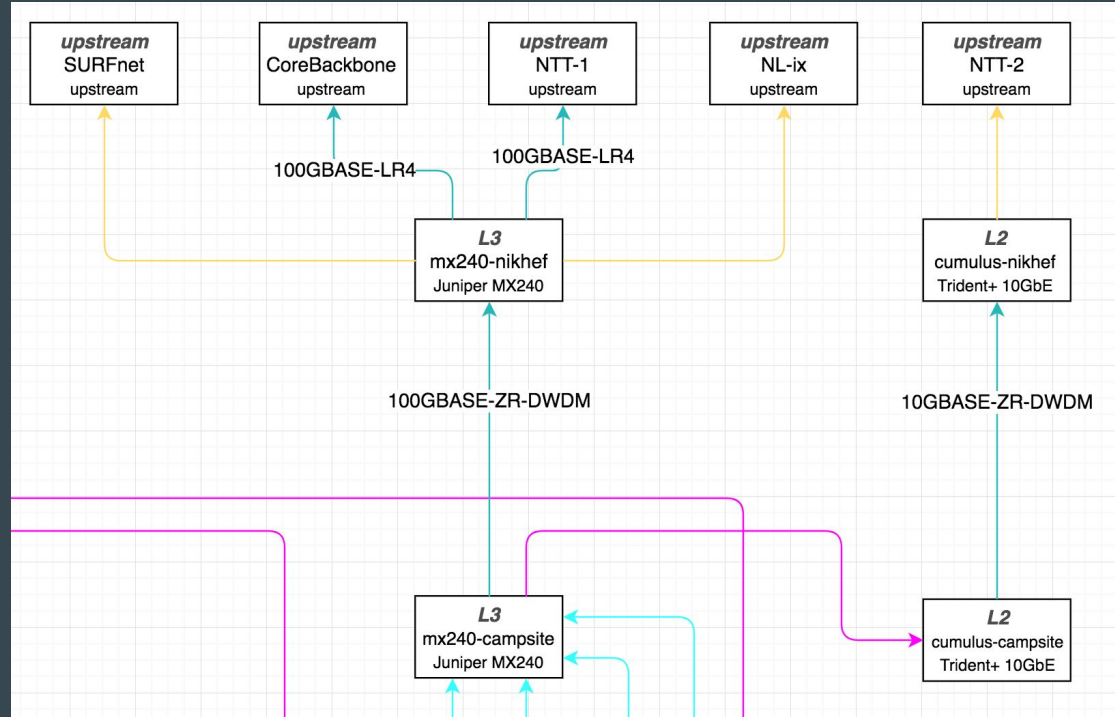 upstream
SURFnet
upstream
upstream
CoreBackbone
upstream
upstream
NTT-1
upstream
upstream
NL-ix
upstream
upstream
NTT-2
upstream
100GBASE-LR4
100GBASE-LR4
L3
mx240-nikhef
Juniper MX240
L2
cumulus-nikhef
Trident+ 10GbE
100GBASE-ZR-DWDM
10GBASE-ZR-DWDM
L3
mx240-campsite
Juniper MX240
L2
cumulus-campsite
Trident+ 10GbE